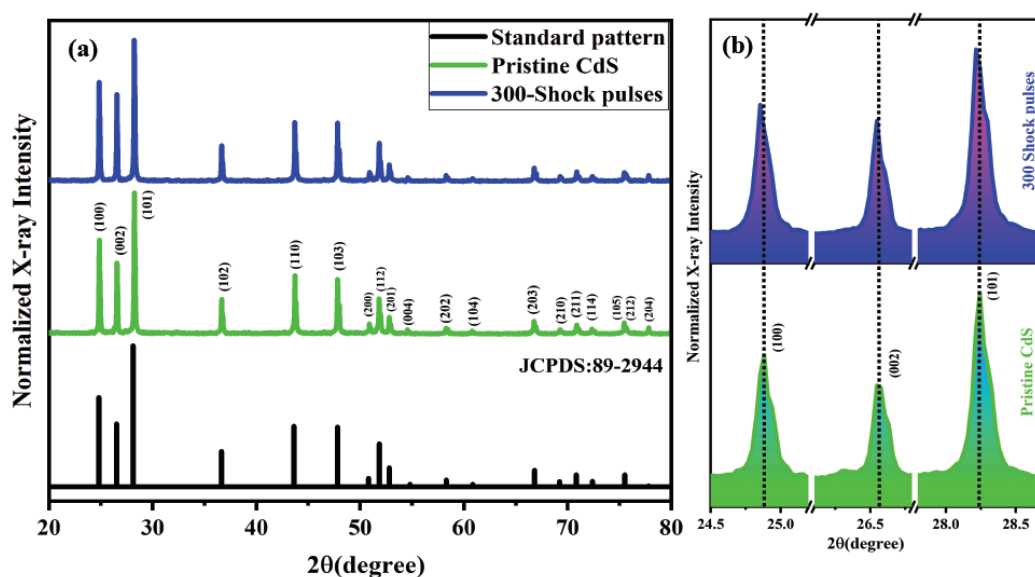 (a)
Standard pattern
Pristine CdS
300-Shock pulses
Normalized X-ray Intensity
(100)
(002)
(101)
(102)
(110)
(103)
(200)
(112)
(201)
(004)
(202)
(104)
(203)
(210)
(211)
(114)
(105)
(212)
(204)
JCPDS:89-2944
20 30 40 50 60 70 80
2θ(degree)
(b)
Normalized X-ray Intensity
300 Shock pulses
Pristine CdS
(100)
(002)
(101)
24.5 25.0 26.6 28.0 28.5
2θ(degree)